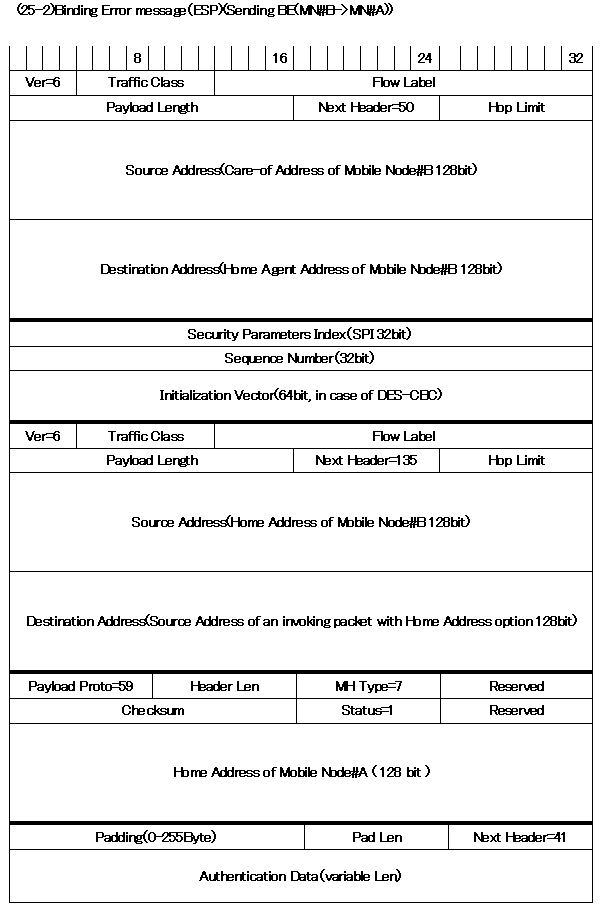 (25-2)Binding Error message(ESP)(Sending BE(MN#B->MN#A))
8 16 24 32
Ver=6 Traffic Class Flow Label
Payload Length Next Header=50 Hop Limit
Source Address(Care-of Address of Mobile Node#B 128bit)
Destination Address(Home Agent Address of Mobile Node#B 128bit)
Security Parameters Index(SPI 32bit)
Sequence Number(32bit)
Initialization Vector(64bit, in case of DES-CBC)
Ver=6 Traffic Class Flow Label
Payload Length Next Header=135 Hop Limit
Source Address(Home Address of Mobile Node#B 128bit)
Destination Address(Source Address of an invoking packet with Home Address option 128bit)
Payload Proto=59 Header Len MH Type=7 Reserved
Checksum Status=1 Reserved
Home Address of Mobile Node#A ( 128 bit )
Padding(0-255Byte) Pad Len Next Header=41
Authentication Data(variable Len)